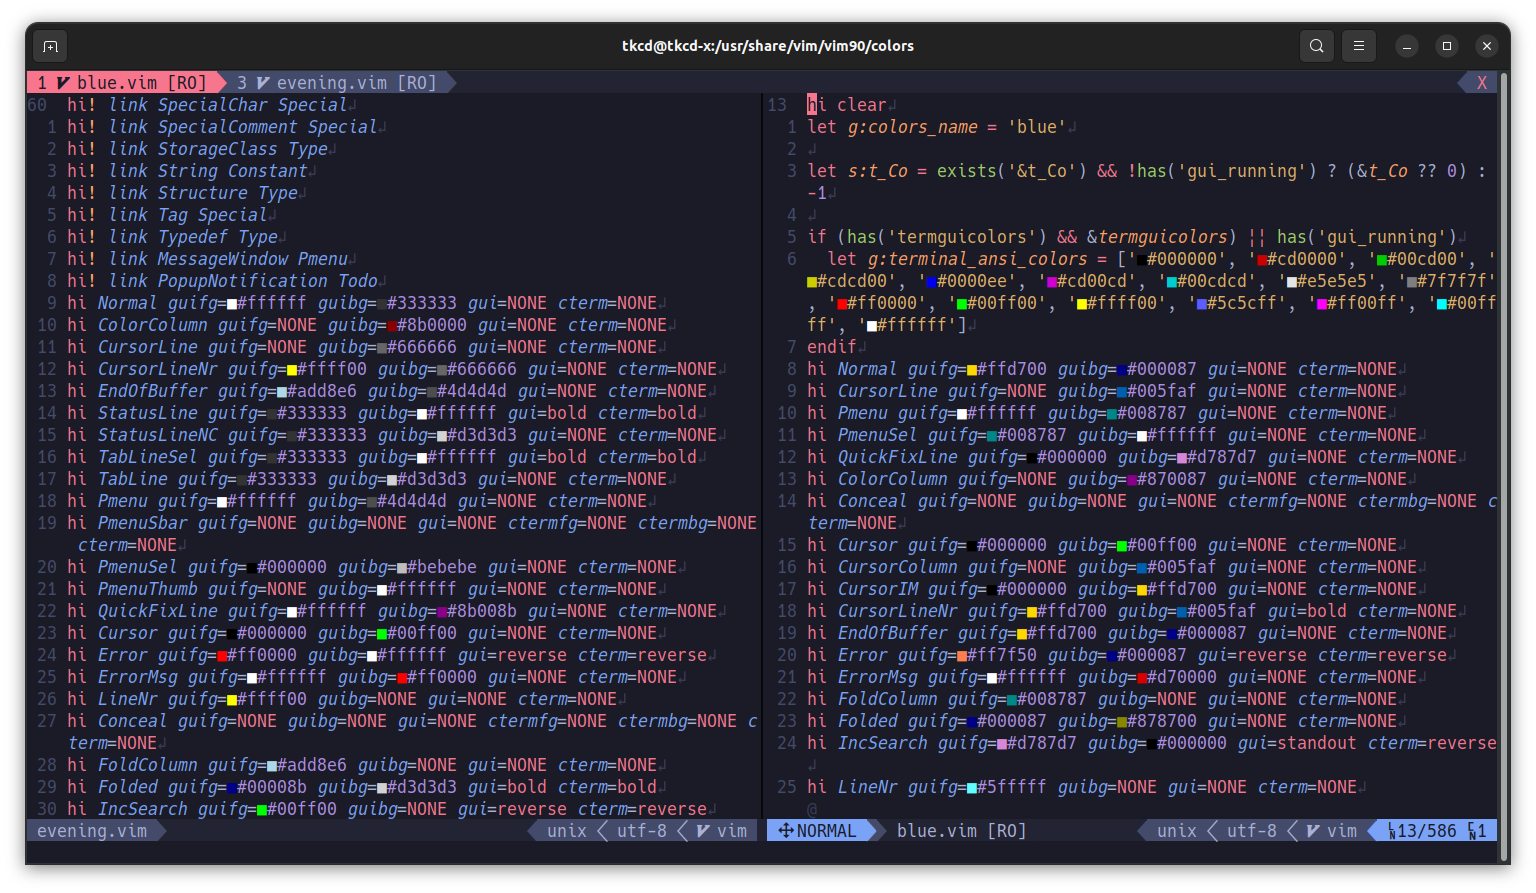 tkcd@tkcd-x:/usr/share/vim/vim90/colors
1 blue.vim [RO] 3 evening.vim [RO] X
60 hi! link SpecialChar Special↲
1 hi! link SpecialComment Special↲
2 hi! link StorageClass Type↲
3 hi! link String Constant↲
4 hi! link Structure Type↲
5 hi! link Tag Special↲
6 hi! link Typedef Type↲
7 hi! link MessageWindow Pmenu↲
8 hi! link PopupNotification Todo↲
9 hi Normal guifg=■#ffffff guibg=■#333333 gui=NONE cterm=NONE↲
10 hi ColorColumn guifg=NONE guibg=■#8b0000 gui=NONE cterm=NONE↲
11 hi CursorLine guifg=NONE guibg=■#666666 gui=NONE cterm=NONE↲
12 hi CursorLineNr guifg=■#ffff00 guibg=■#666666 gui=NONE cterm=NONE↲
13 hi EndOfBuffer guifg=■#add8e6 guibg=■#4d4d4d gui=NONE cterm=NONE↲
14 hi StatusLine guifg=■#333333 guibg=■#ffffff gui=bold cterm=bold↲
15 hi StatusLineNC guifg=■#333333 guibg=■#d3d3d3 gui=NONE cterm=NONE↲
16 hi TabLineSel guifg=■#333333 guibg=■#ffffff gui=bold cterm=bold↲
17 hi TabLine guifg=■#333333 guibg=■#d3d3d3 gui=NONE cterm=NONE↲
18 hi Pmenu guifg=■#ffffff guibg=■#4d4d4d gui=NONE cterm=NONE↲
19 hi PmenuSbar guifg=NONE guibg=NONE gui=NONE ctermfg=NONE ctermbg=NONE
cterm=NONE↲
20 hi PmenuSel guifg=■#000000 guibg=■#bebebe gui=NONE cterm=NONE↲
21 hi PmenuThumb guifg=NONE guibg=■#ffffff gui=NONE cterm=NONE↲
22 hi QuickFixLine guifg=■#ffffff guibg=■#8b008b gui=NONE cterm=NONE↲
23 hi Cursor guifg=■#000000 guibg=■#00ff00 gui=NONE cterm=NONE↲
24 hi Error guifg=■#ff0000 guibg=■#ffffff gui=reverse cterm=reverse↲
25 hi ErrorMsg guifg=■#ffffff guibg=■#ff0000 gui=NONE cterm=NONE↲
26 hi LineNr guifg=■#ffff00 guibg=NONE gui=NONE cterm=NONE↲
27 hi Conceal guifg=NONE guibg=NONE gui=NONE ctermfg=NONE ctermbg=NONE c
term=NONE↲
28 hi FoldColumn guifg=■#add8e6 guibg=NONE gui=NONE cterm=NONE↲
29 hi Folded guifg=■#00008b guibg=■#d3d3d3 gui=bold cterm=bold↲
30 hi IncSearch guifg=■#00ff00 guibg=NONE gui=reverse cterm=reverse↲
evening.vim unix utf-8 vim
13 hi clear↲
1 let g:colors_name = 'blue'↲
2 ↲
3 let s:t_Co = exists('&t_Co') && !has('gui_running') ? (&t_Co ?? 0) :
-1↲
4 ↲
5 if (has('termguicolors') && &termguicolors) || has('gui_running')↲
6 let g:terminal_ansi_colors = ['■#000000', '■#cd0000', '■#00cd00', '
■#cdcd00', '■#0000ee', '■#cd00cd', '■#00cdcd', '■#e5e5e5', '■#7f7f7f'
, '■#ff0000', '■#00ff00', '■#ffff00', '■#5c5cff', '■#ff00ff', '■#00ff
ff', '■#ffffff']↲
7 endif↲
8 hi Normal guifg=■#ffd700 guibg=■#000087 gui=NONE cterm=NONE↲
9 hi CursorLine guifg=NONE guibg=■#005faf gui=NONE cterm=NONE↲
10 hi Pmenu guifg=■#ffffff guibg=■#008787 gui=NONE cterm=NONE↲
11 hi PmenuSel guifg=■#008787 guibg=■#ffffff gui=NONE cterm=NONE↲
12 hi QuickFixLine guifg=■#000000 guibg=■#d787d7 gui=NONE cterm=NONE↲
13 hi ColorColumn guifg=NONE guibg=■#870087 gui=NONE cterm=NONE↲
14 hi Conceal guifg=NONE guibg=NONE gui=NONE ctermfg=NONE ctermbg=NONE c
term=NONE↲
15 hi Cursor guifg=■#000000 guibg=■#00ff00 gui=NONE cterm=NONE↲
16 hi CursorColumn guifg=NONE guibg=■#005faf gui=NONE cterm=NONE↲
17 hi CursorIM guifg=■#000000 guibg=■#ffd700 gui=NONE cterm=NONE↲
18 hi CursorLineNr guifg=■#ffd700 guibg=■#005faf gui=bold cterm=NONE↲
19 hi EndOfBuffer guifg=■#ffd700 guibg=■#000087 gui=NONE cterm=NONE↲
20 hi Error guifg=■#ff7f50 guibg=■#000087 gui=reverse cterm=reverse↲
21 hi ErrorMsg guifg=■#ffffff guibg=■#d70000 gui=NONE cterm=NONE↲
22 hi FoldColumn guifg=■#008787 guibg=NONE gui=NONE cterm=NONE↲
23 hi Folded guifg=■#000087 guibg=■#878700 gui=NONE cterm=NONE↲
24 hi IncSearch guifg=■#d787d7 guibg=■#000000 gui=standout cterm=reverse
↲
25 hi LineNr guifg=■#5fffff guibg=NONE gui=NONE cterm=NONE↲
@
NORMAL blue.vim [RO] unix utf-8 vim LN 13/586 CN 1